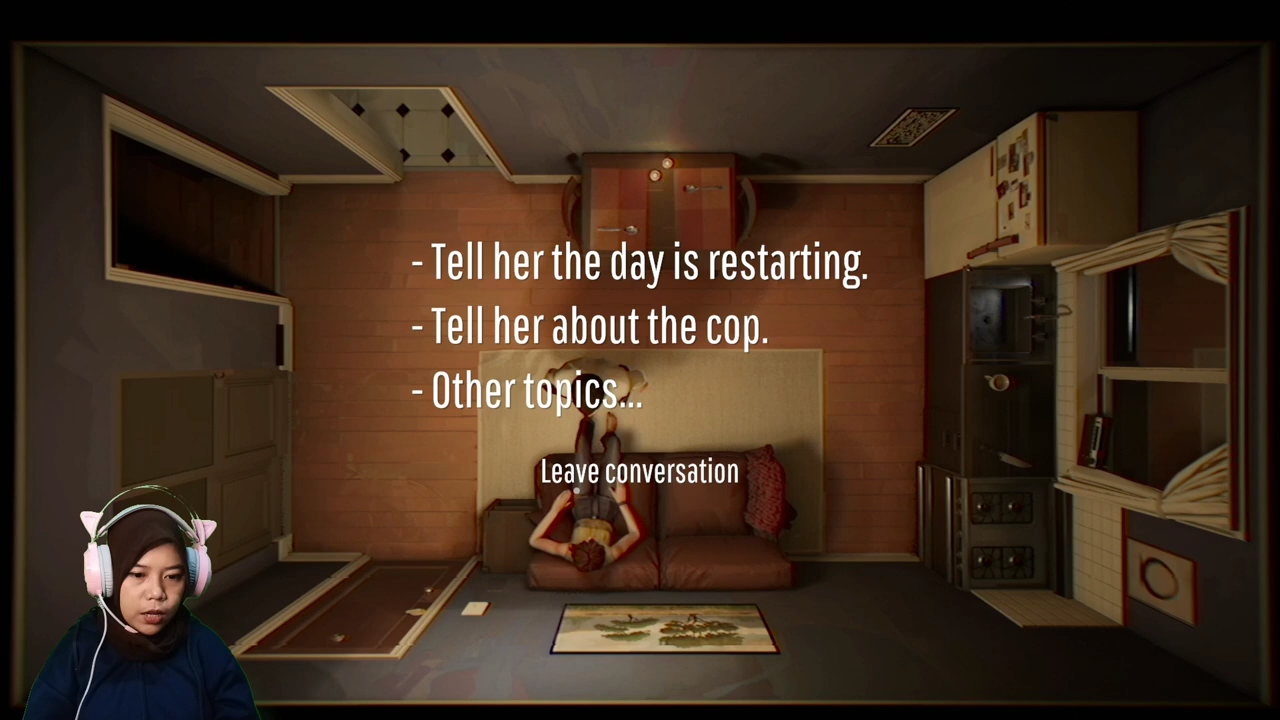 - Tell her the day is restarting.
- Tell her about the cop.
- Other topics...
Leave conversation